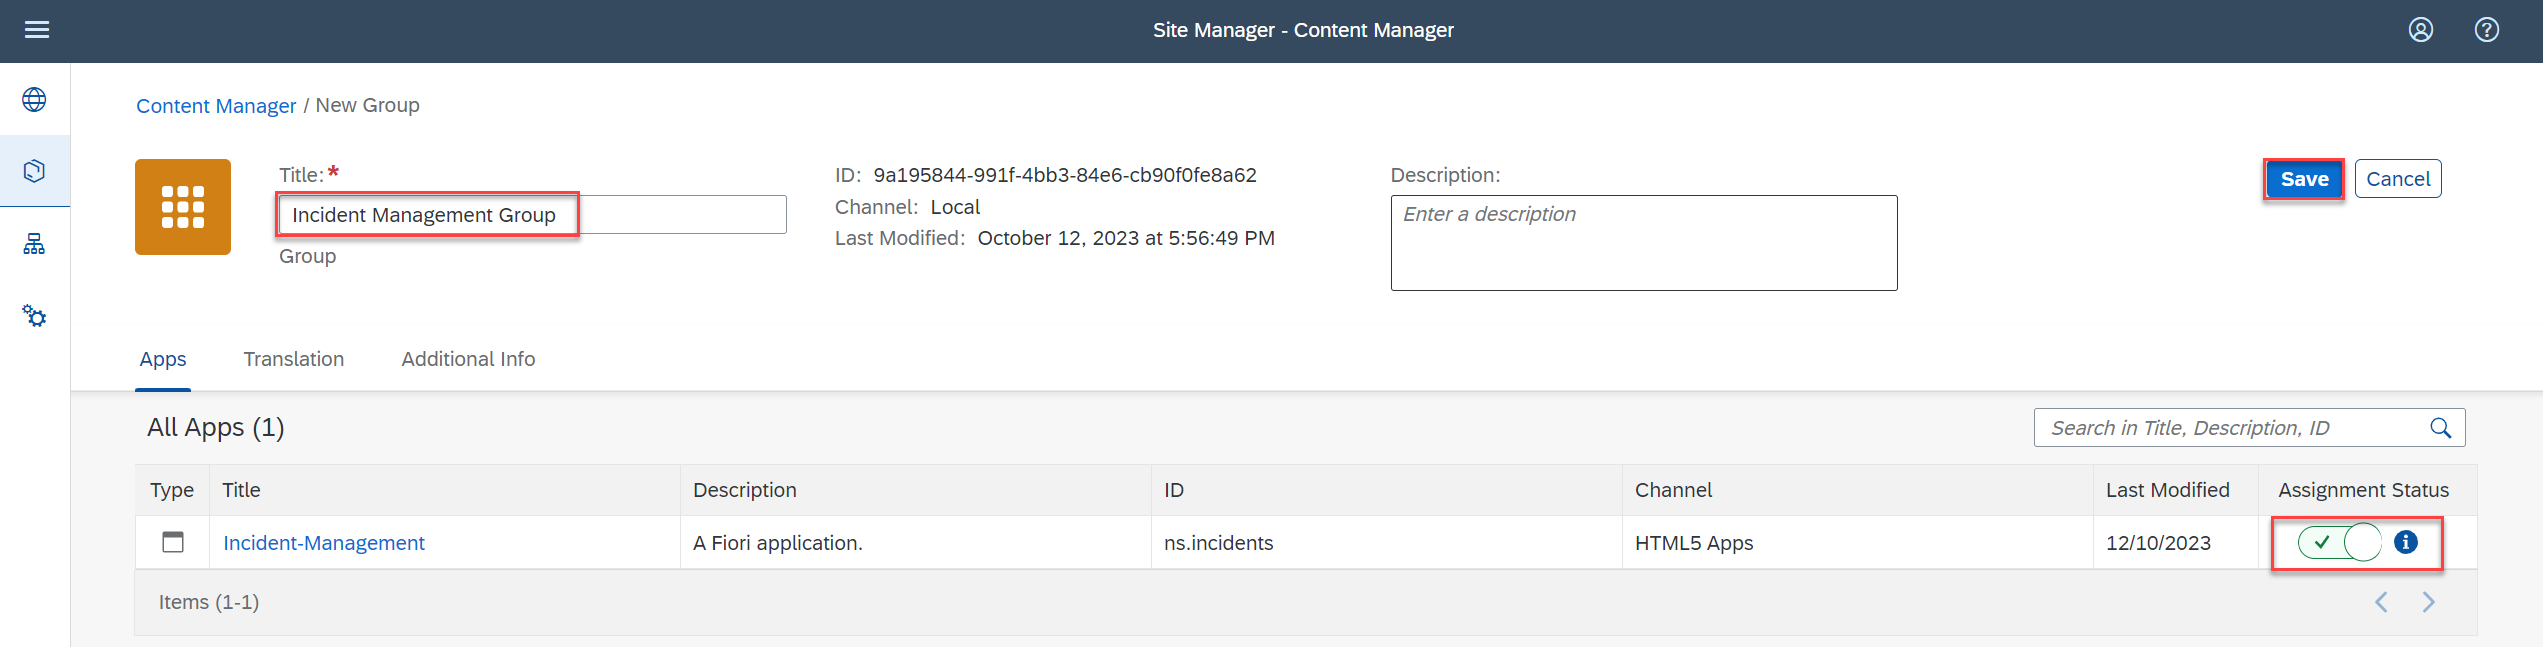 Site Manager - Content Manager
Content Manager / New Group
Title: *
Incident Management Group
Group
ID: 9a195844-991f-4bb3-84e6-cb90f0fe8a62
Channel: Local
Last Modified: October 12, 2023 at 5:56:49 PM
Description:
Enter a description
Save Cancel
Apps Translation Additional Info
All Apps (1)
Search in Title, Description, ID
Type Title Description ID Channel Last Modified Assignment Status
Incident-Management A Fiori application. ns.incidents HTML5 Apps 12/10/2023
Items (1-1)